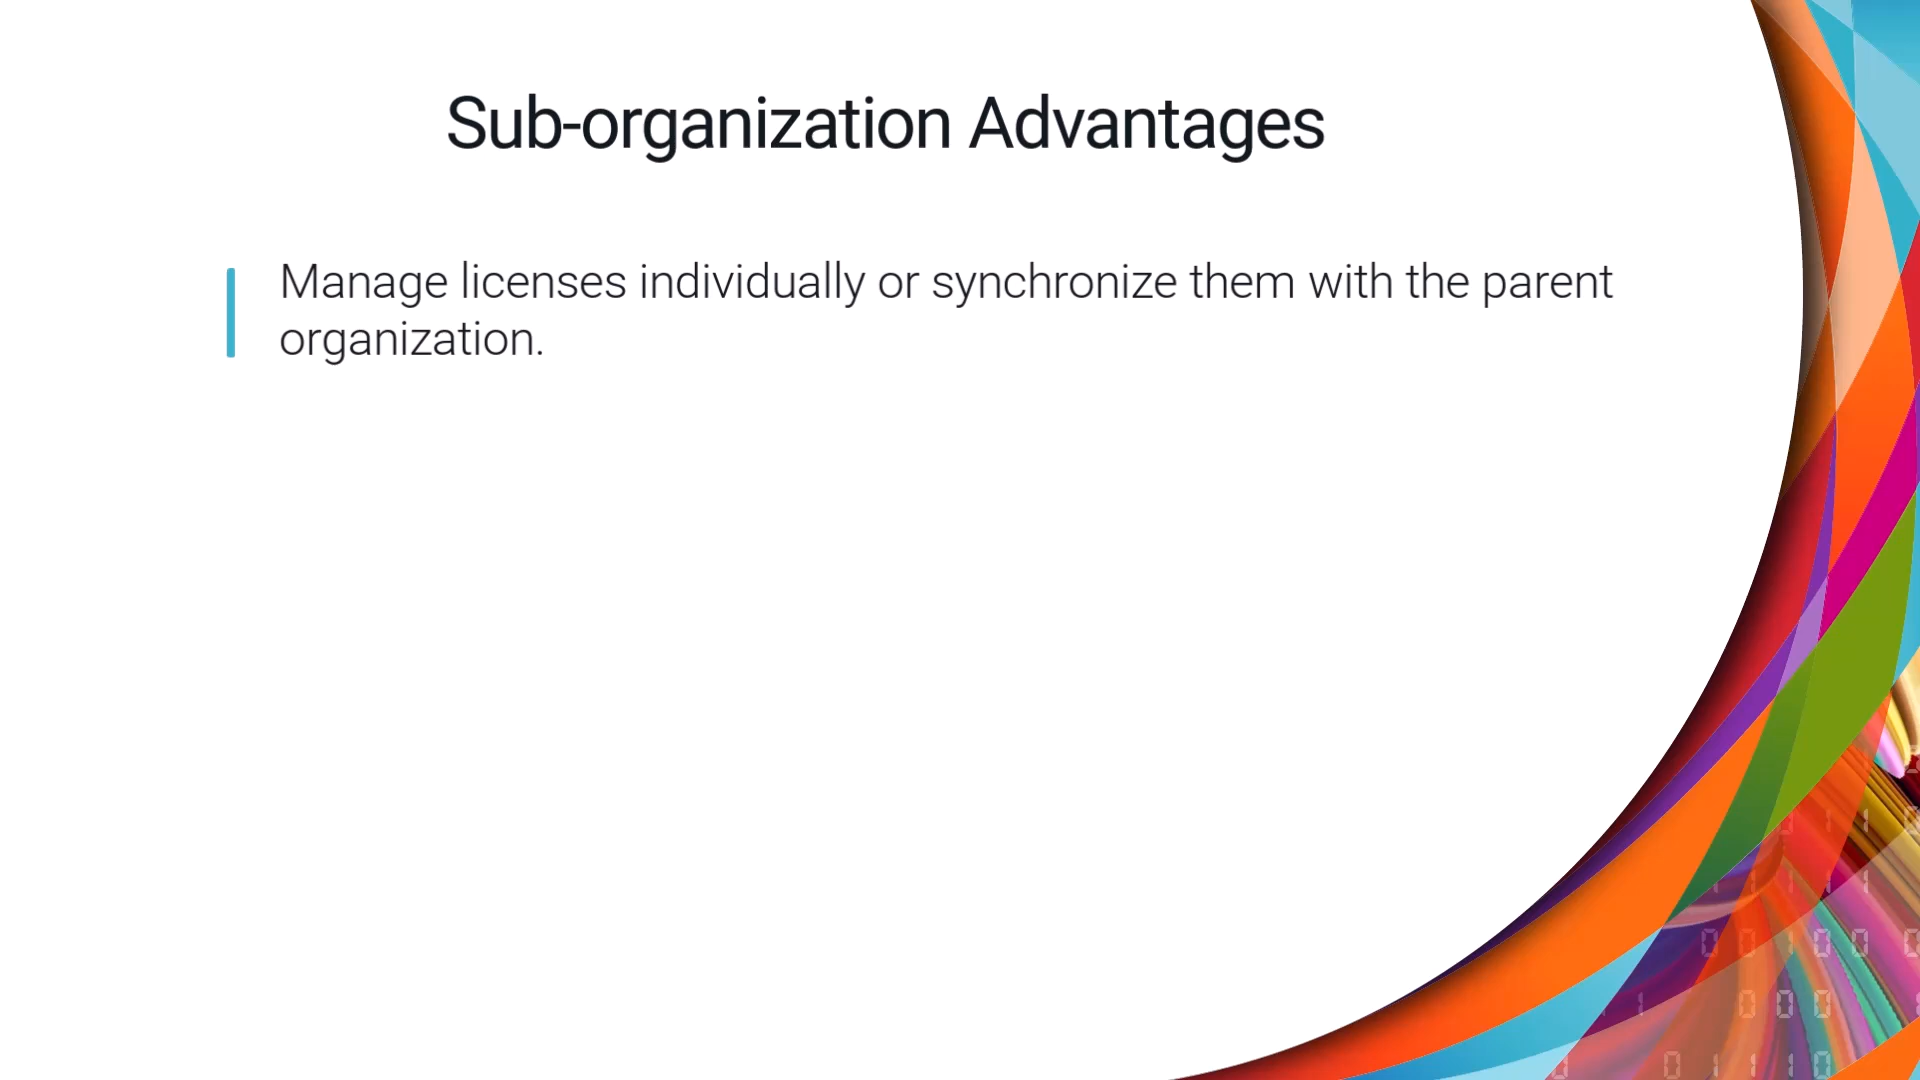 Sub-organization Advantages
Manage licenses individually or synchronize them with the parent
organization.